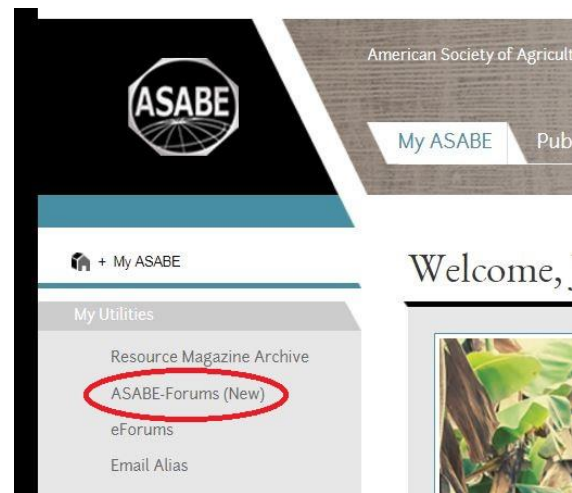 American Society of Agricult
ASABE
My ASABE
Pub
+ My ASABE
Welcome,
My Utilities
Resource Magazine Archive
ASABE-Forums (New)
eForums
Email Alias